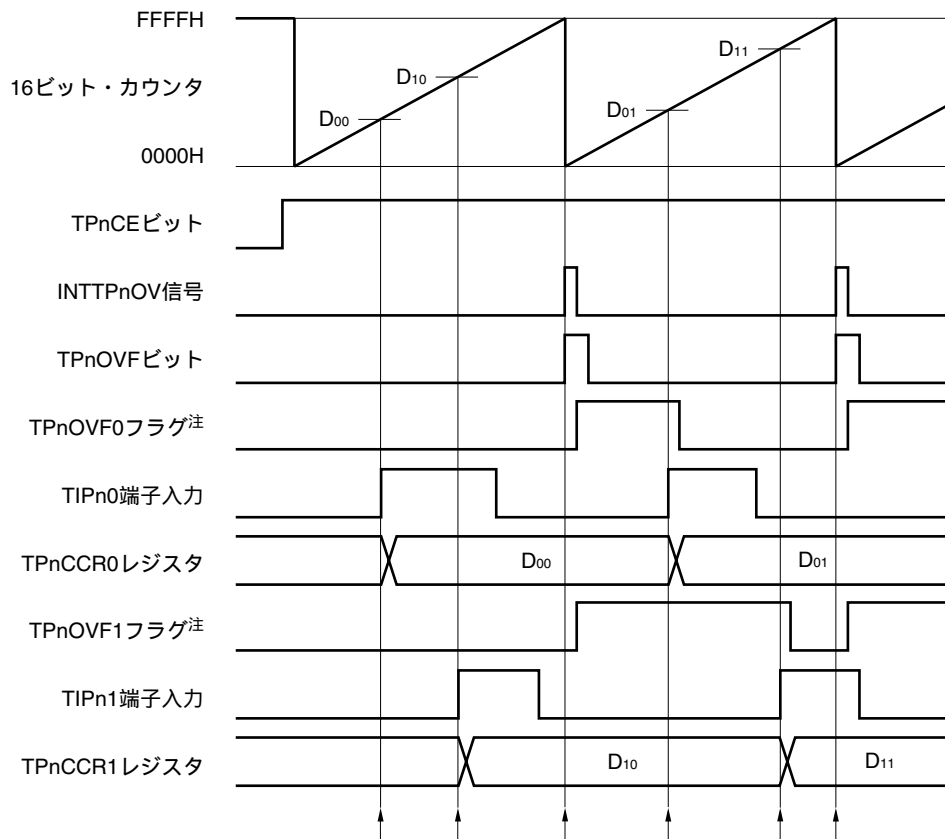 FFFFH
16ビット・カウンタ
0000H
D00
D10
D01
D11
TPnCEビット
INTTPnOV信号
TPnOVFビット
TPnOVF0フラグ注
TIPn0端子入力
TPnCCR0レジスタ
D00
D01
TPnOVF1フラグ注
TIPn1端子入力
TPnCCR1レジスタ
D10
D11